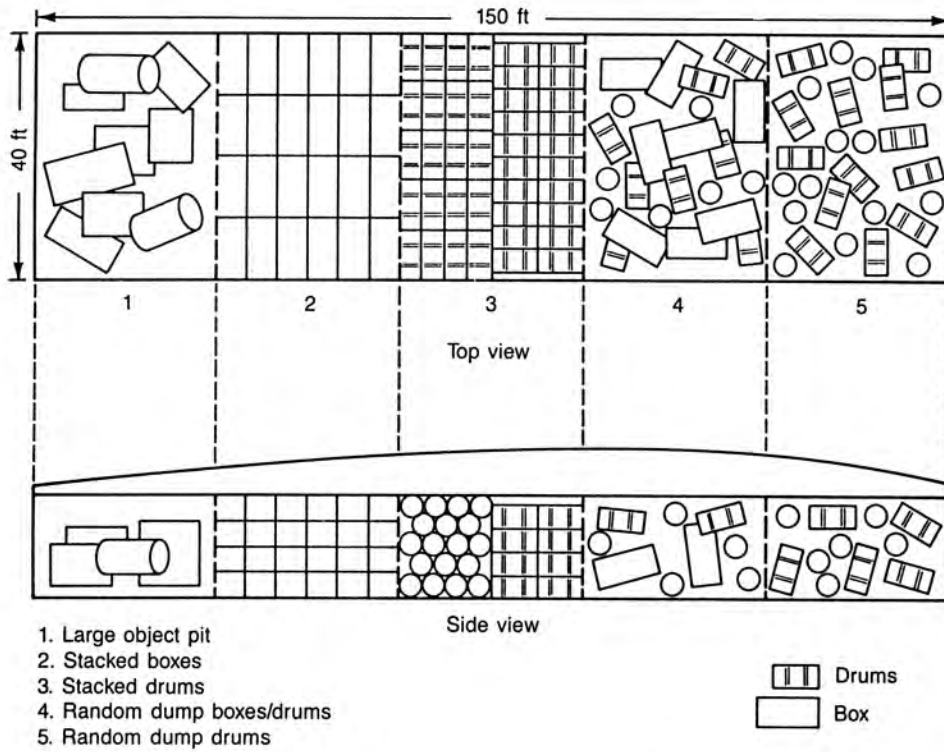 150 ft
40 ft
1 2 3 4 5
Top view
Side view
1. Large object pit
2. Stacked boxes
3. Stacked drums
4. Random dump boxes/drums
5. Random dump drums
Drums
Box